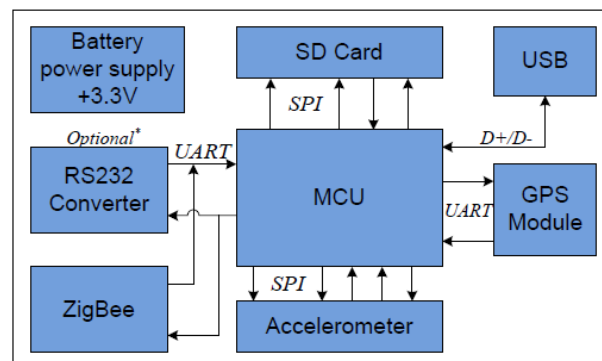 Battery
power supply
+3.3V
SD Card
USB
SPI
Optional*
UART
D+/D-
RS232
Converter
MCU
GPS
Module
UART
ZigBee
SPI
Accelerometer